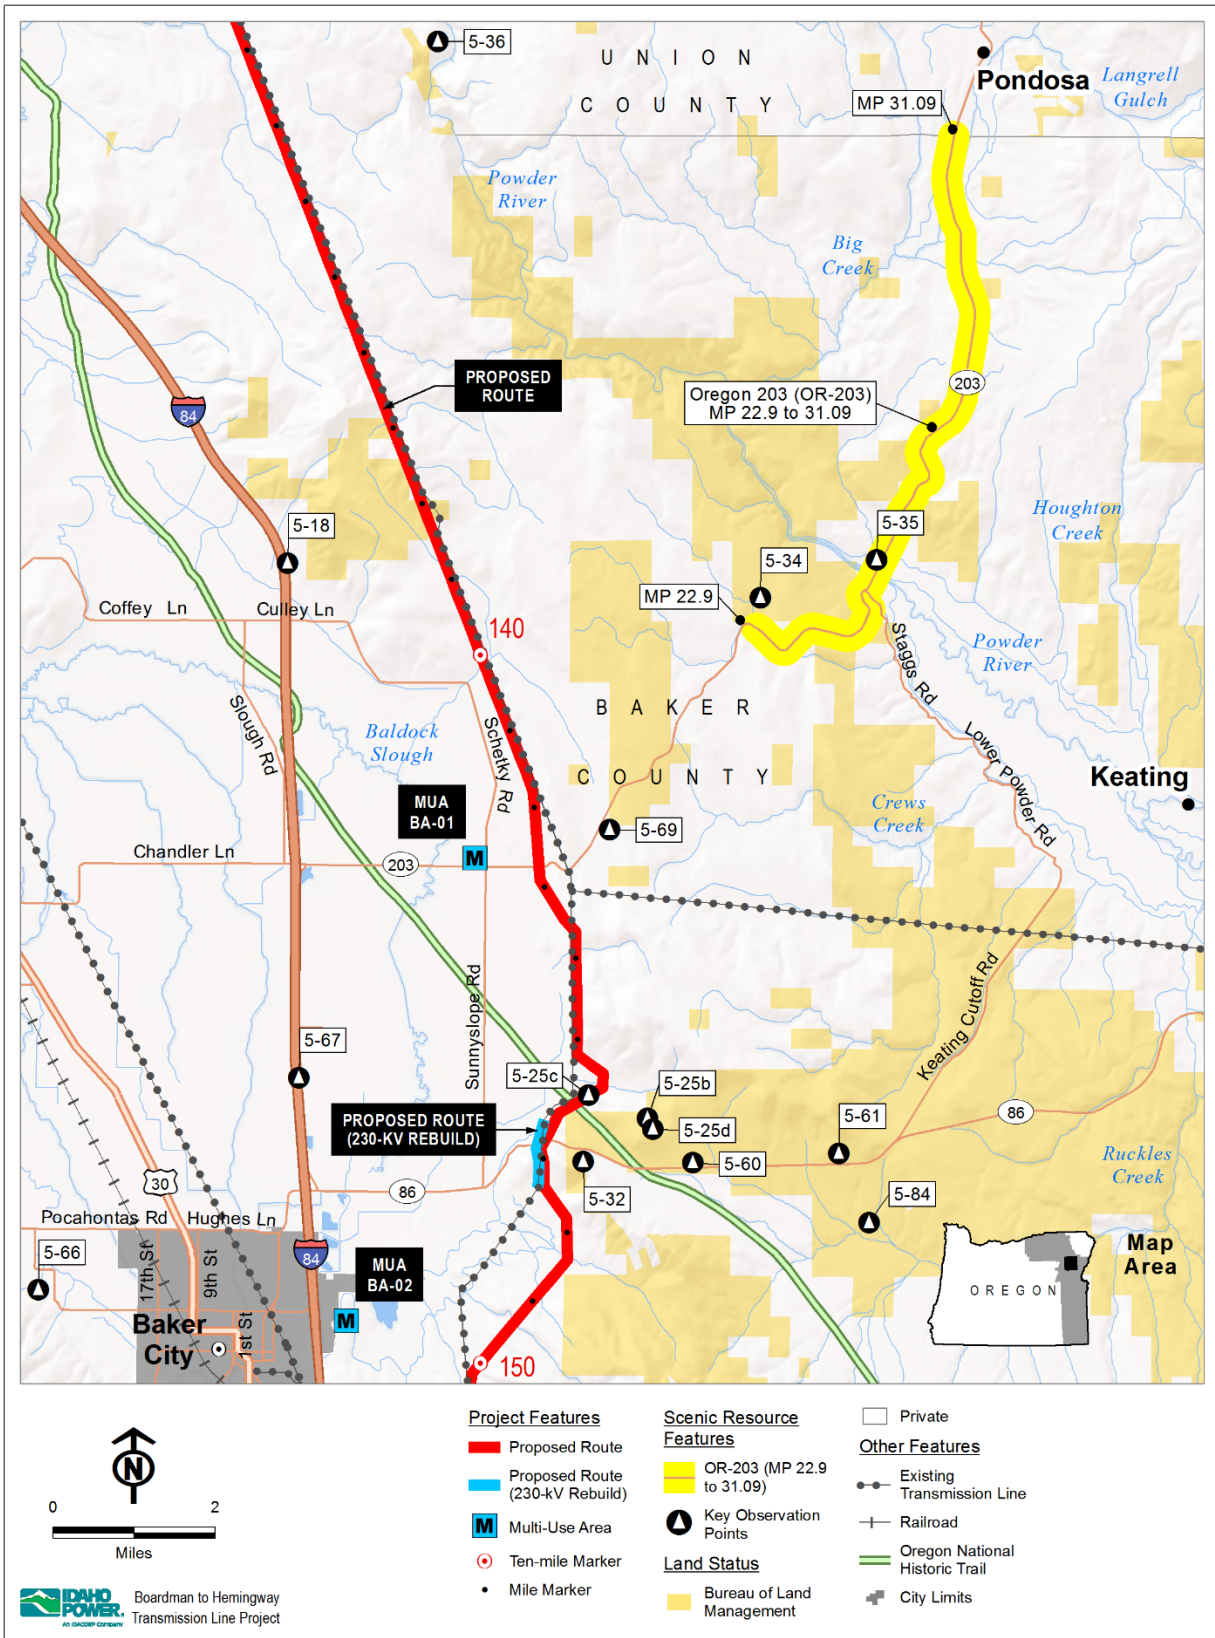 5-36
UNION
COUNTY
Pondosa
Langrell
Gulch
MP 31.09
Powder
River
Big
Creek
84
PROPOSED
ROUTE
203
Oregon 203 (OR-203)
MP 22.9 to 31.09
5-18
5-35
Houghton
Creek
5-34
MP 22.9
Coffey Ln
Culley Ln
140
Staggs Rd
Powder
River
Slough Rd
Baldock
Slough
Schetky Rd
BAKER
COUNTY
Lower Powder Rd
Keating
MUA
BA-01
M
Crews
Creek
5-69
Chandler Ln
203
Sunnyslope Rd
Keating Cutoff Rd
5-67
5-25c
5-25b
PROPOSED ROUTE
(230-KV REBUILD)
5-25d
5-61
86
5-60
Ruckles
Creek
30
86
5-32
5-84
Pocahontas Rd
Hughes Ln
5-66
17th St
9th St
84
MUA
BA-02
Map
Area
OREGON
1st St
M
Baker
City
150
N
0
2
Miles
IDAHO
POWER.
An IDACORP Company
Boardman to Hemingway
Transmission Line Project
Project Features
Proposed Route
Proposed Route
(230-kV Rebuild)
M
Multi-Use Area
Ten-mile Marker
Mile Marker
Scenic Resource
Features
OR-203 (MP 22.9
to 31.09)
Key Observation
Points
Land Status
Bureau of Land
Management
Private
Other Features
Existing
Transmission Line
Railroad
Oregon National
Historic Trail
City Limits